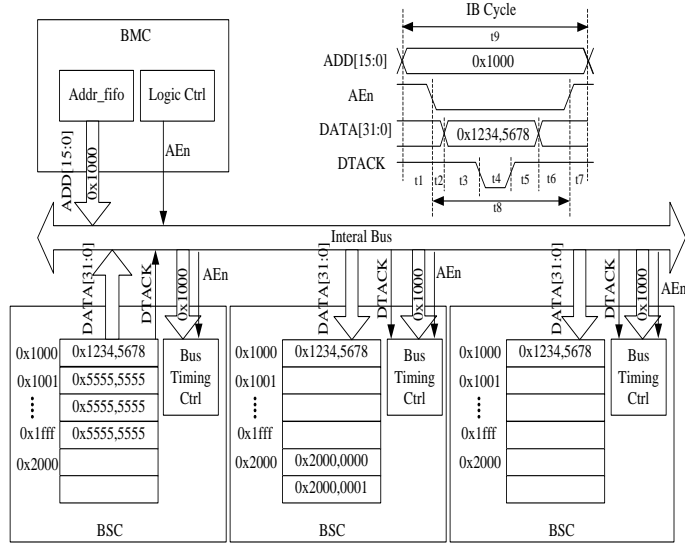 BMC
Addr_fifo
Logic Ctrl
ADD[15:0]
0x1000
AEn
IB Cycle
t9
ADD[15:0]
0x1000
AEn
DATA[31:0]
0x1234,5678
DTACK
t1
t2
t3
t4
t5
t6
t7
t8
Interal Bus
DATA[31:0]
DTACK
0x1000
AEn
0x1000
0x1234,5678
0x1001
0x5555,5555
0x5555,5555
0x1fff
0x5555,5555
0x2000
Bus
Timing
Ctrl
BSC
DATA[31:0]
DTACK
0x1000
AEn
0x1000
0x1234,5678
0x1001
0x1fff
0x2000
0x2000,0000
0x2000,0001
Bus
Timing
Ctrl
BSC
DATA[31:0]
DTACK
0x1000
AEn
0x1000
0x1234,5678
0x1001
0x1fff
0x2000
Bus
Timing
Ctrl
BSC